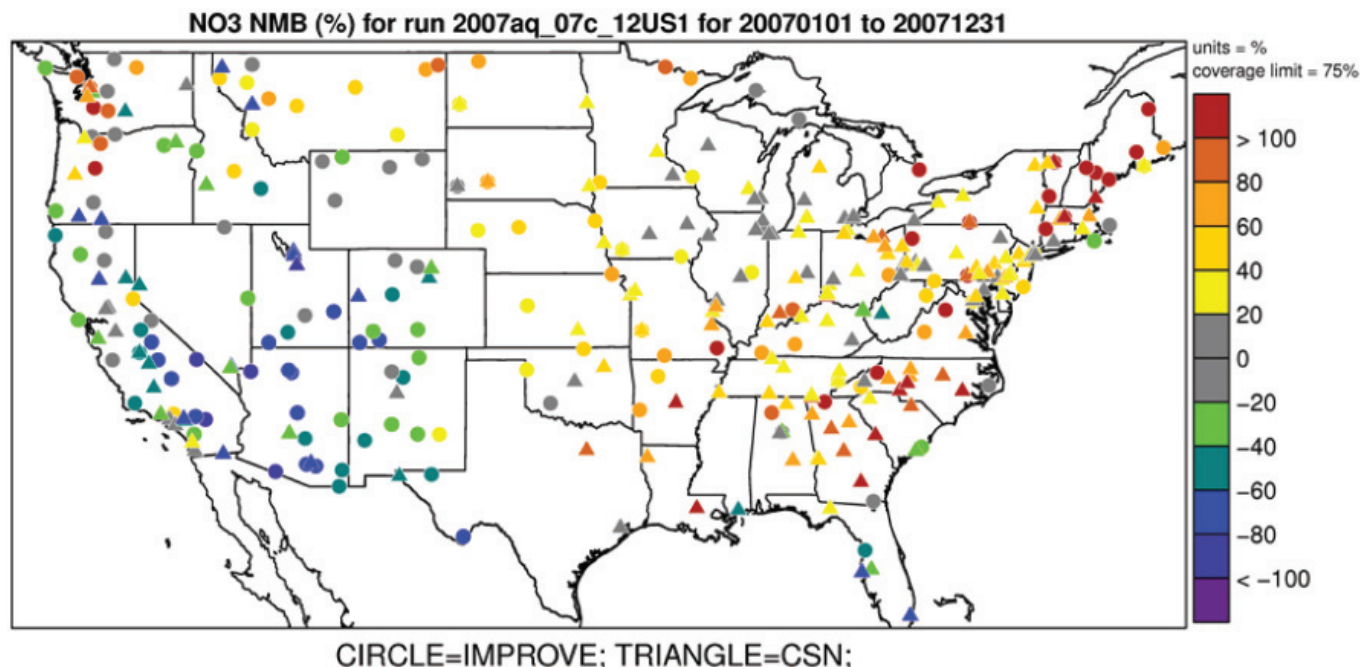 NO3 NMB (%) for run 2007aq_07c_12US1 for 20070101 to 20071231
units = %
coverage limit = 75%
> 100
80
60
40
20
0
−20
−40
−60
−80
< −100
CIRCLE=IMPROVE; TRIANGLE=CSN;